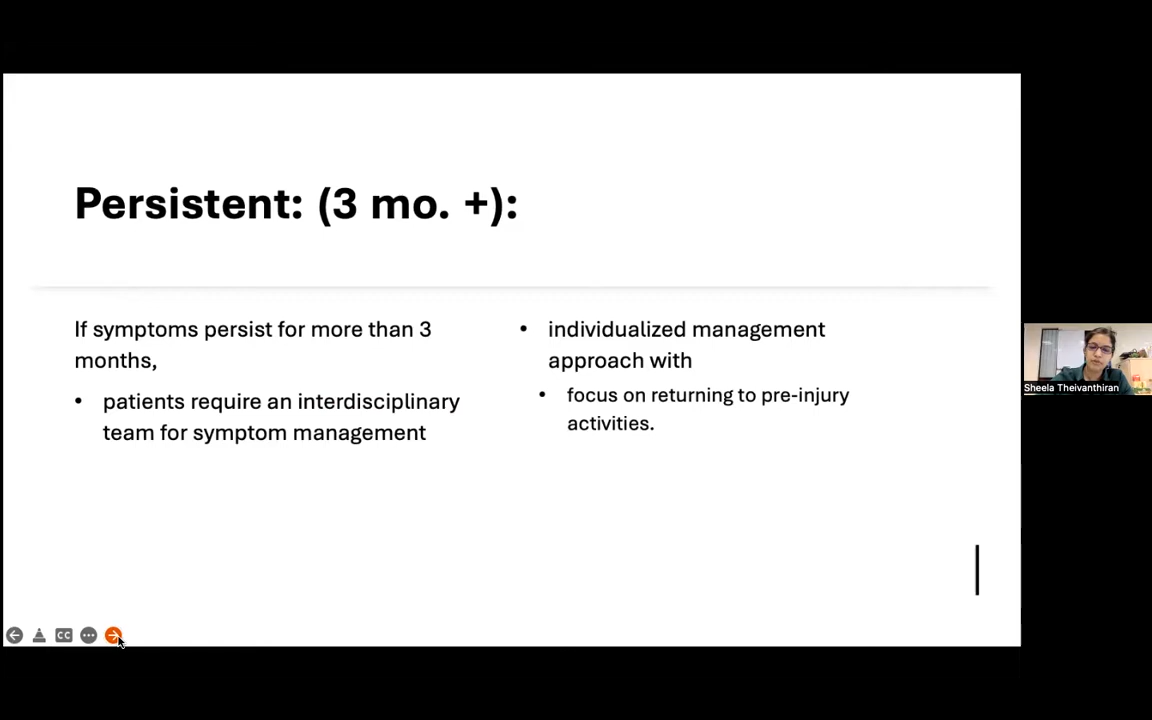 Persistent: (3 mo. +):
If symptoms persist for more than 3
months,
• patients require an interdisciplinary
team for symptom management
• individualized management
approach with
• focus on returning to pre-injury
activities.
Sheela Theivanthiran
CC